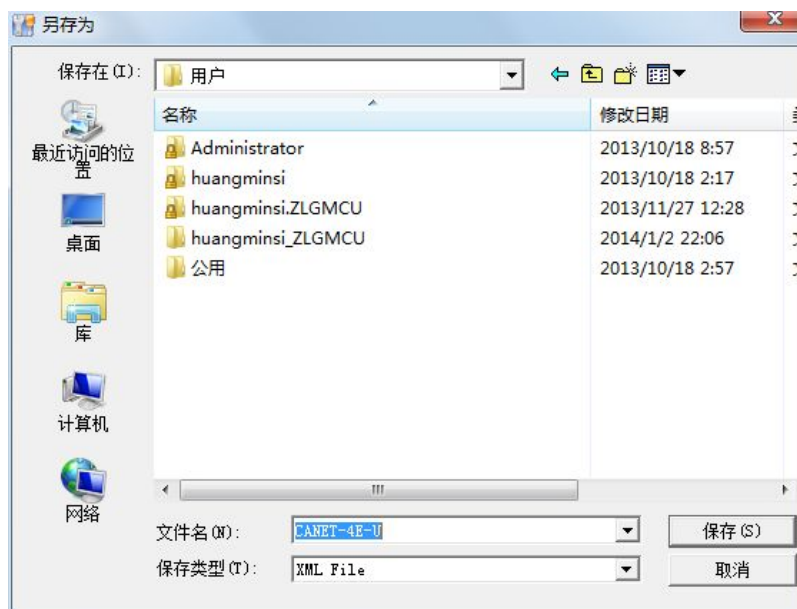 另存为
保存在(I):
用户
名称
修改日期
最近访问的位
置
Administrator
2013/10/18 8:57
huangminsi
2013/10/18 2:17
huangminsi.ZLGMCU
2013/11/27 12:28
桌面
huangminsi_ZLGMCU
2014/1/2 22:06
公用
2013/10/18 2:57
库
计算机
网络
文件名(N):
CANET-4E-U
保存(S)
保存类型(T):
XML File
取消